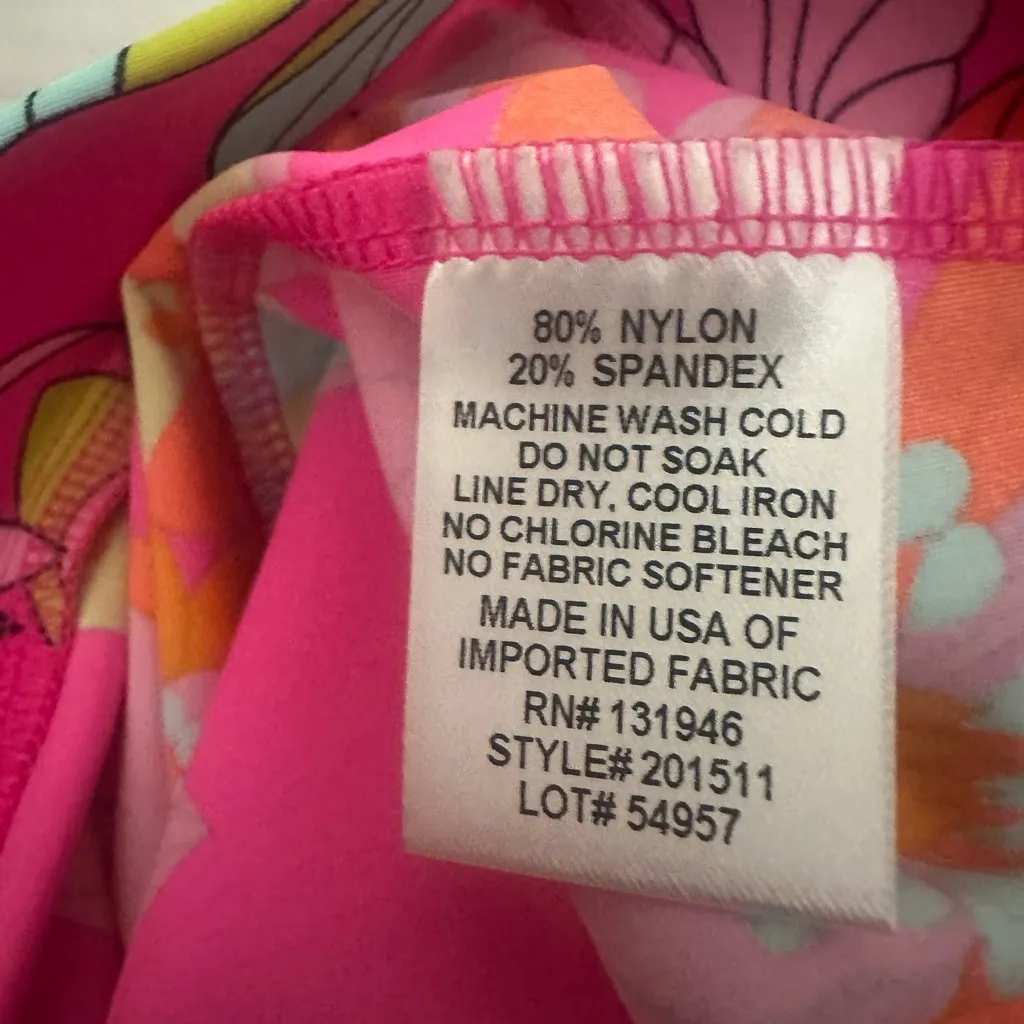 80% NYLON
20% SPANDEX
MACHINE WASH COLD
DO NOT SOAK
LINE DRY, COOL IRON
NO CHLORINE BLEACH
NO FABRIC SOFTENER
MADE IN USA OF
IMPORTED FABRIC
RN# 131946
STYLE# 201511
LOT# 54957